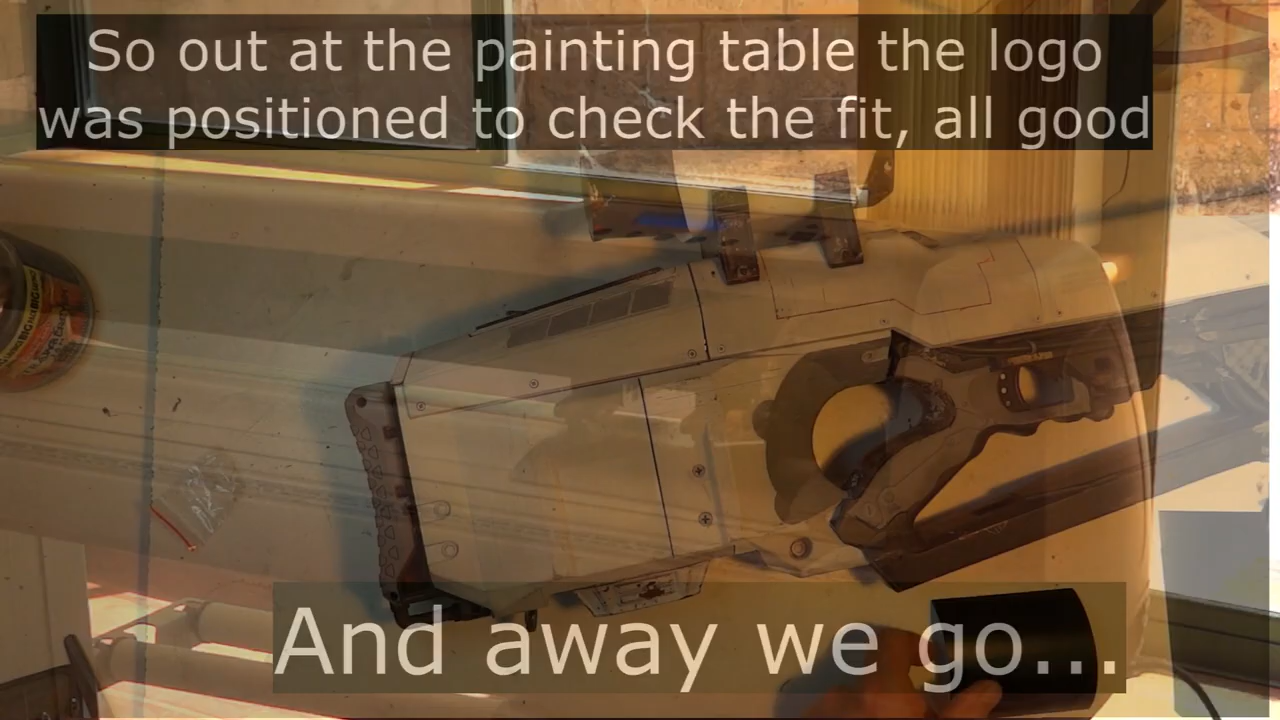 So out at the painting table the logo
was positioned to check the fit, all good
And away we go...